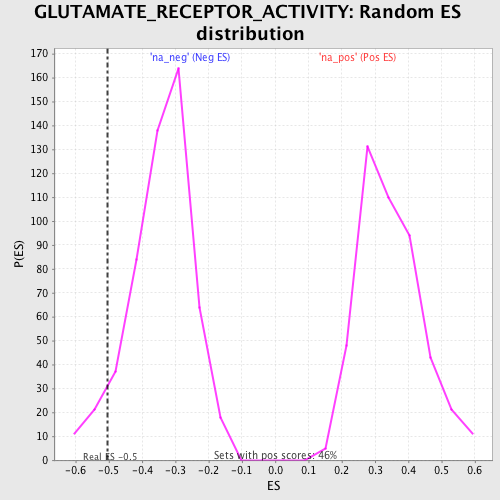 GLUTAMATE_RECEPTOR_ACTIVITY: Random ES
distribution
'na_neg' (Neg ES) 'na_pos' (Pos ES)
P(ES)
170
160
150
140
130
120
110
100
90
80
70
60
50
40
30
20
10
0
Real ES -0.5 Sets with pos scores: 46%
-0.6 -0.5 -0.4 -0.3 -0.2 -0.1 0.0 0.1 0.2 0.3 0.4 0.5 0.6
ES